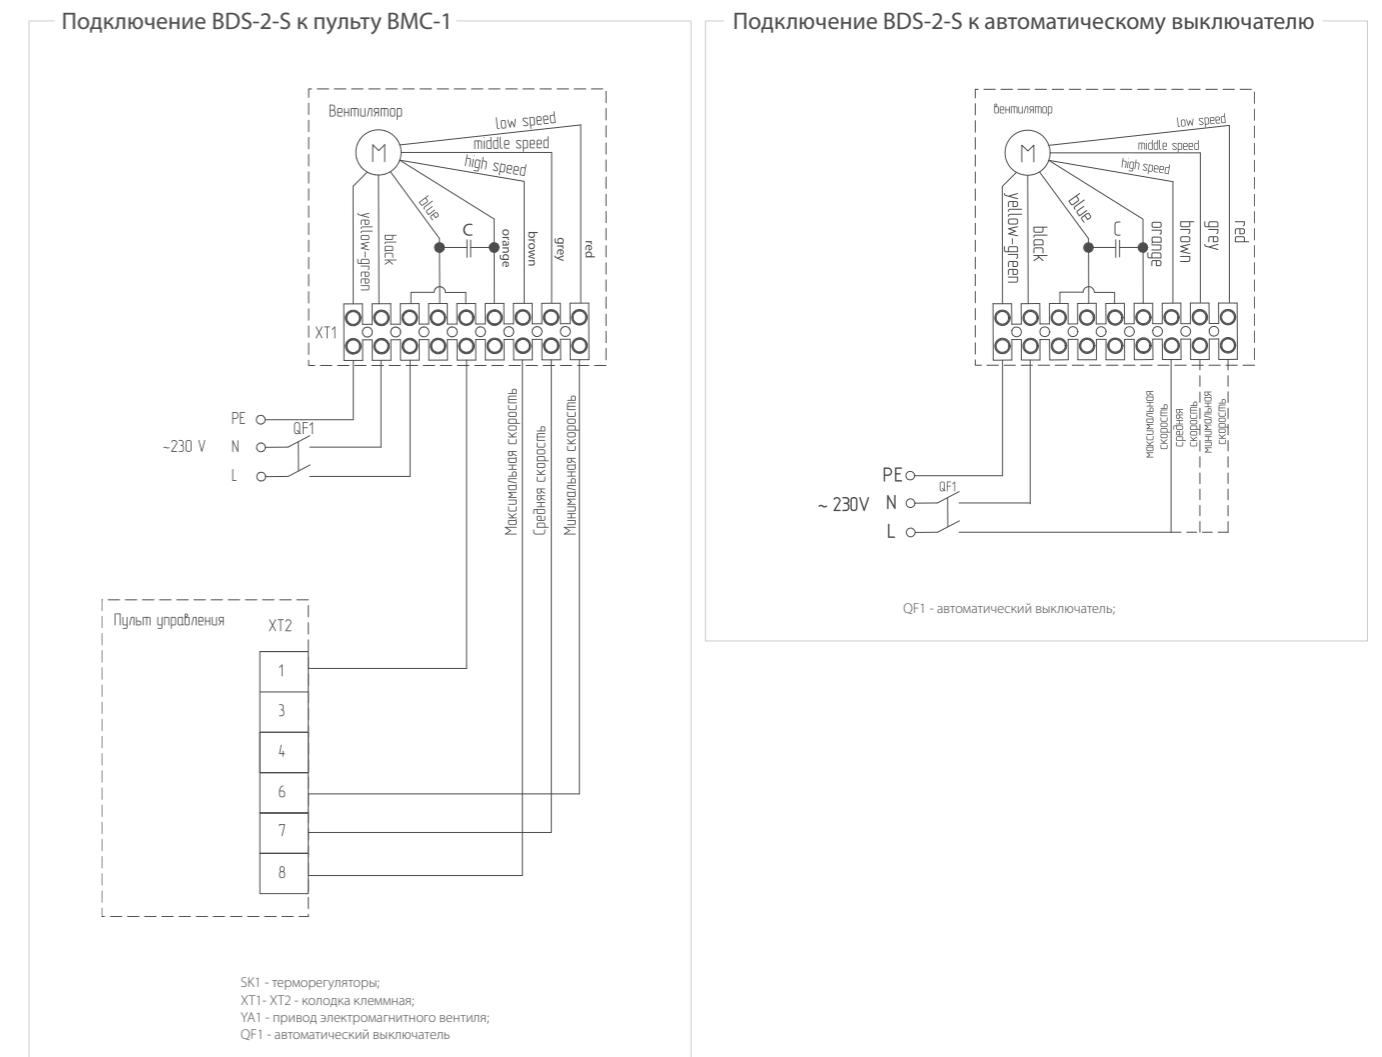 Подключение BDS-2-S к пульту ВМС-1
Вентилятор
M
low speed
middle speed
high speed
yellow-green
black
blue
C
orange
brown
grey
red
XT1
PE
QF1
~230 V
N
L
Максимальная скорость
Средняя скорость
Минимальная скорость
Пульт управления
XT2
1
3
4
6
7
8
SK1 - терморегуляторы;
XT1- XT2 - колодка клеммная;
YA1 - привод электромагнитного вентиля;
QF1 - автоматический выключатель
Подключение BDS-2-S к автоматическому выключателю
Вентилятор
M
low speed
middle speed
high speed
yellow-green
black
blue
C
orange
brown
grey
red
максимальная
скорость
средняя
скорость
минимальная
скорость
PE
QF1
~ 230V
N
L
QF1 - автоматический выключатель;